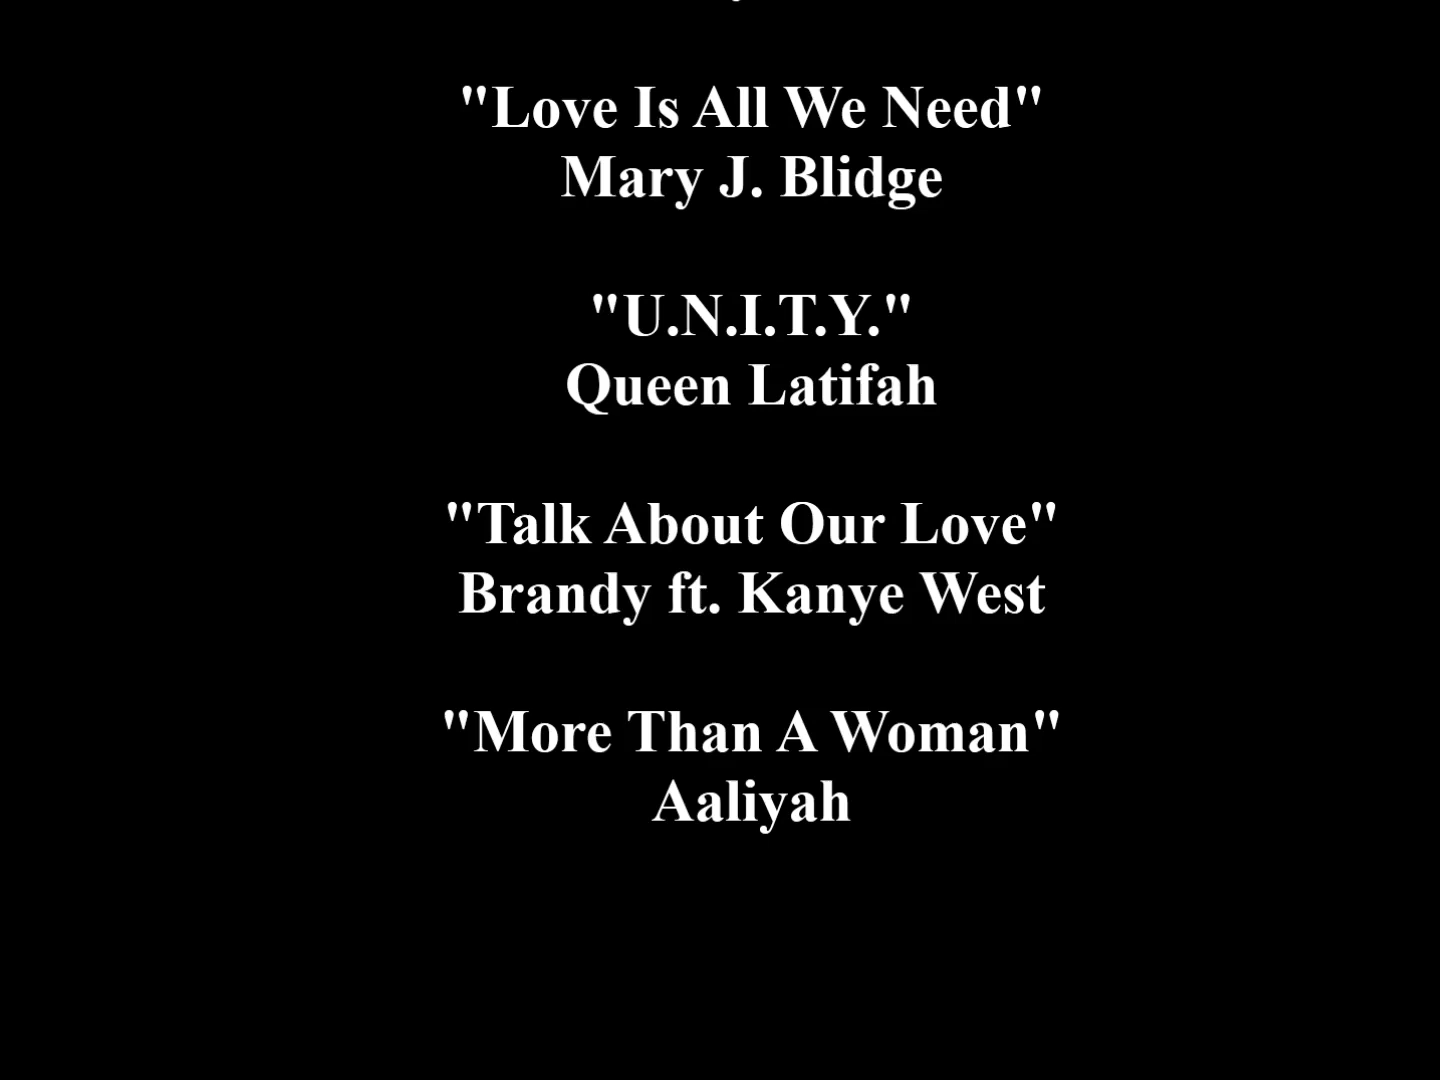 "Love Is All We Need"
Mary J. Blidge
"U.N.I.T.Y."
Queen Latifah
"Talk About Our Love"
Brandy ft. Kanye West
"More Than A Woman"
Aaliyah